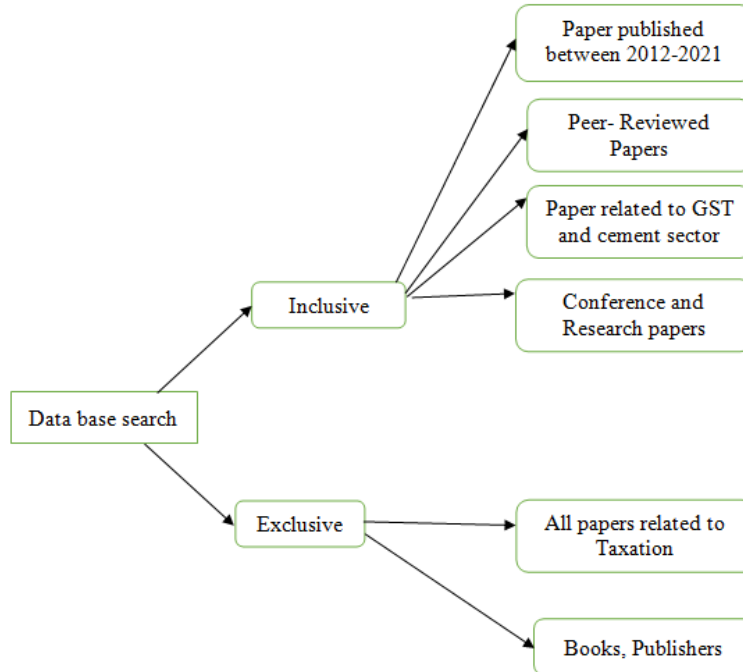 Paper published
between 2012-2021
Peer- Reviewed
Papers
Paper related to GST
and cement sector
Inclusive
Conference and
Research papers
Data base search
Exclusive
All papers related to
Taxation
Books, Publishers